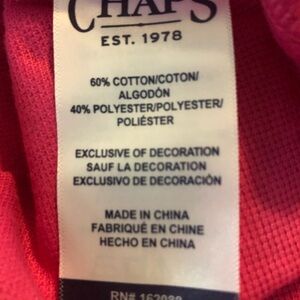 CHAPS
EST. 1978
60% COTTON/COTON/
ALGODÓN
40% POLYESTER/POLYESTER/
POLIÉSTER
EXCLUSIVE OF DECORATION
SAUF LA DECORATION
EXCLUSIVO DE DECORACIÓN
MADE IN CHINA
FABRIQUÉ EN CHINE
HECHO EN CHINA
RN#